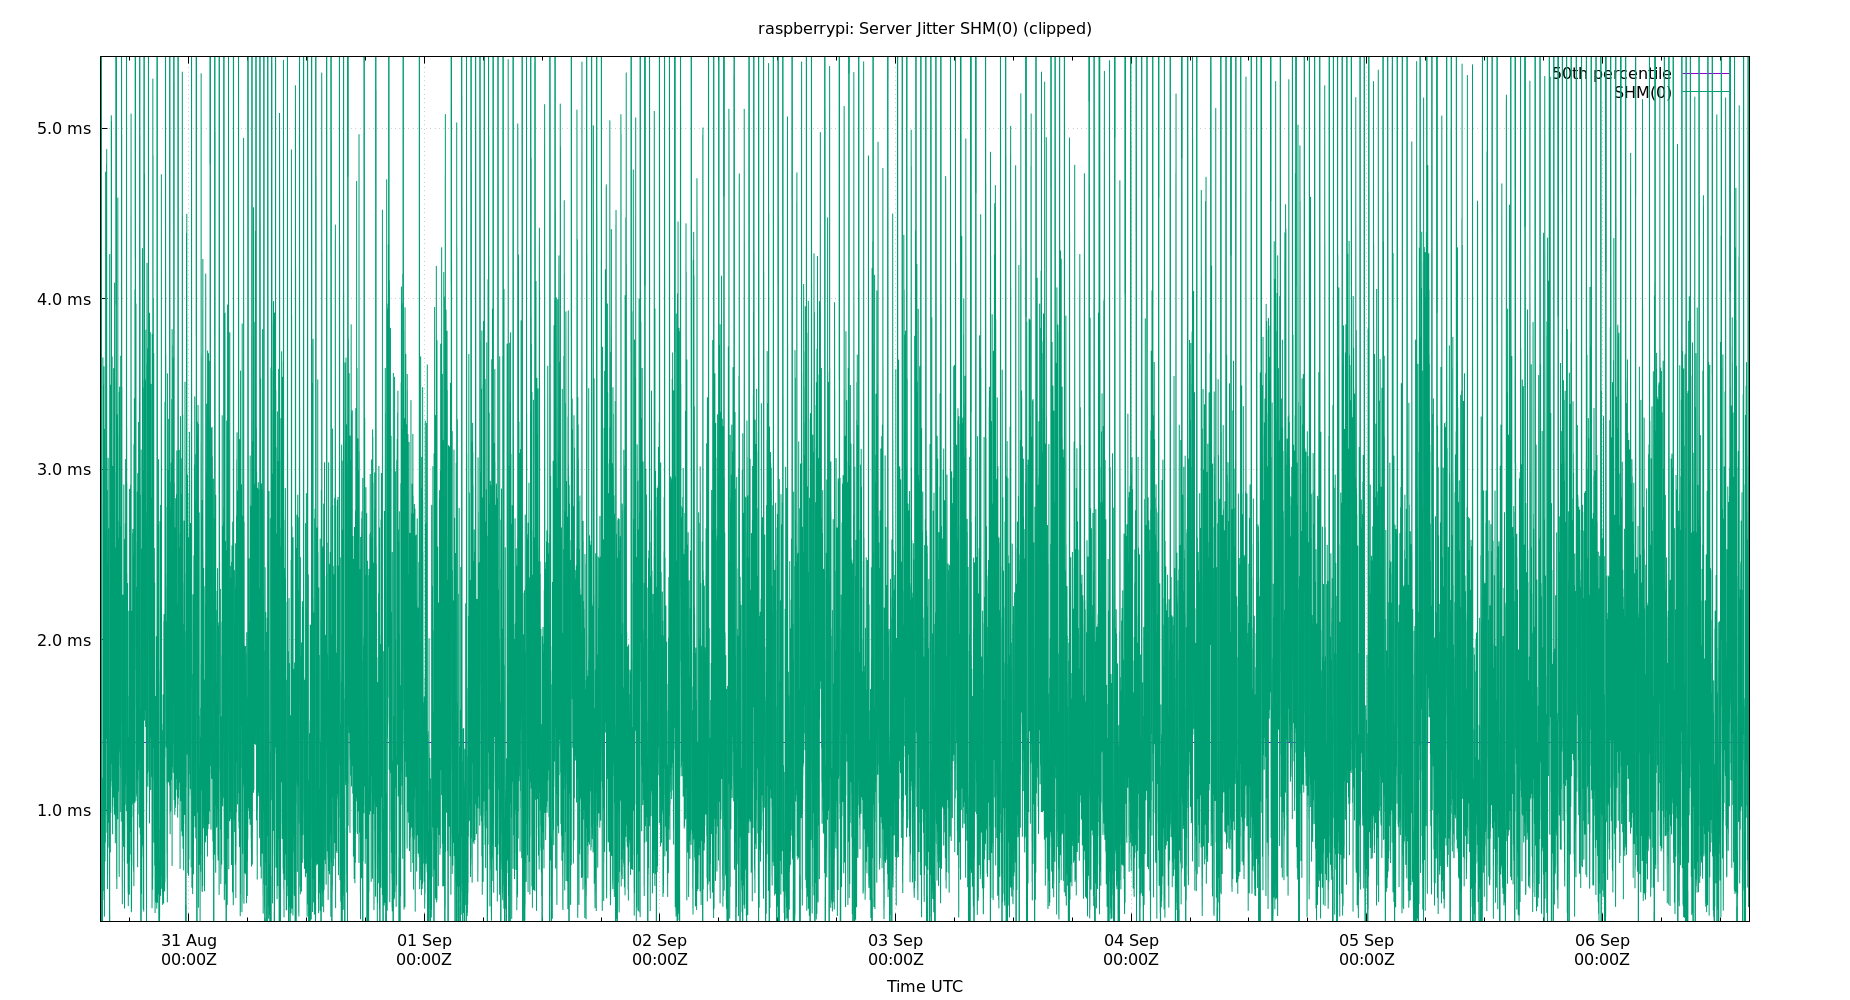 raspberrypi: Server Jitter SHM(0) (clipped)
50th percentile
SHM(0)
5.0 ms
4.0 ms
3.0 ms
2.0 ms
1.0 ms
31 Aug 01 Sep 02 Sep 03 Sep 04 Sep 05 Sep 06 Sep
00:00Z 00:00Z 00:00Z 00:00Z 00:00Z 00:00Z 00:00Z
Time UTC